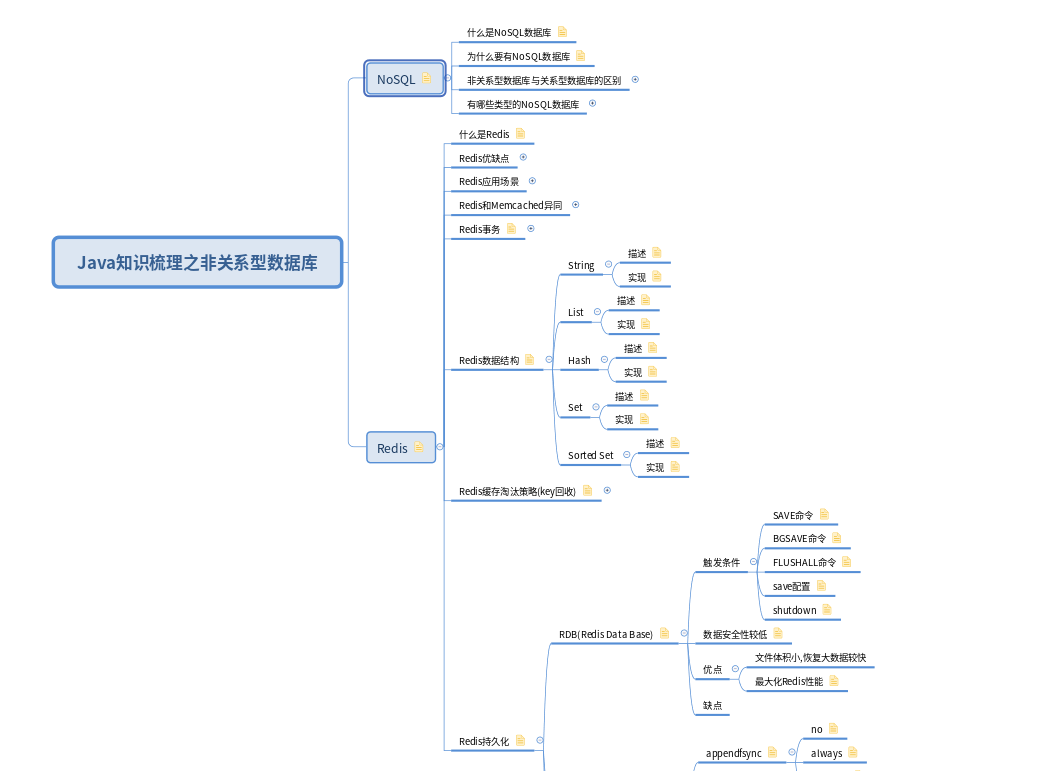 Java知识梳理之非关系型数据库
NoSQL
什么是NoSQL数据库
为什么要有NoSQL数据库
非关系型数据库与关系型数据库的区别
有哪些类型的NoSQL数据库
Redis
什么是Redis
Redis优缺点
Redis应用场景
Redis和Memcached异同
Redis事务
Redis数据结构
String
描述
实现
List
描述
实现
Hash
描述
实现
Set
描述
实现
Sorted Set
描述
实现
Redis缓存淘汰策略(key回收)
Redis持久化
RDB(Redis Data Base)
触发条件
SAVE命令
BGSAVE命令
FLUSHALL命令
save配置
shutdown
数据安全性较低
优点
文件体积小,恢复大数据较快
最大化Redis性能
缺点
appendfsync
no
always